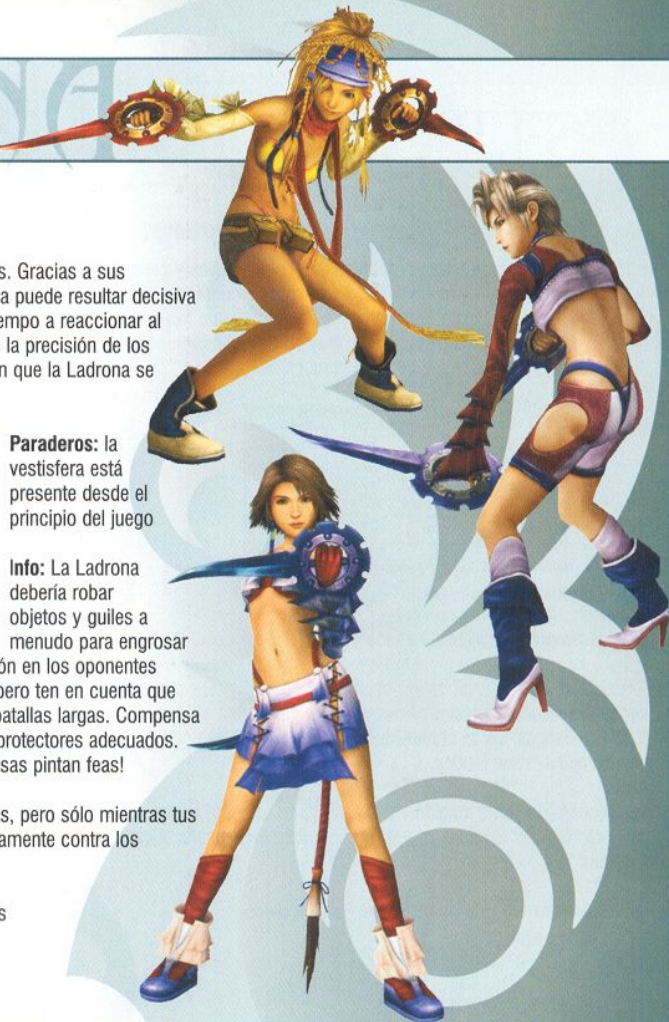 NA
s. Gracias a sus
a puede resultar decisiva
empo a reaccionar al
la precisión de los
n que la Ladrona se
Paraderos: la
vestisfera está
presente desde el
principio del juego
Info: La Ladrona
debería robar
objetos y guiles a
menudo para engrosar
ón en los oponentes
pero ten en cuenta que
batallas largas. Compensa
protectores adecuados.
sas pintan feas!
s, pero sólo mientras tus
amente contra los
s